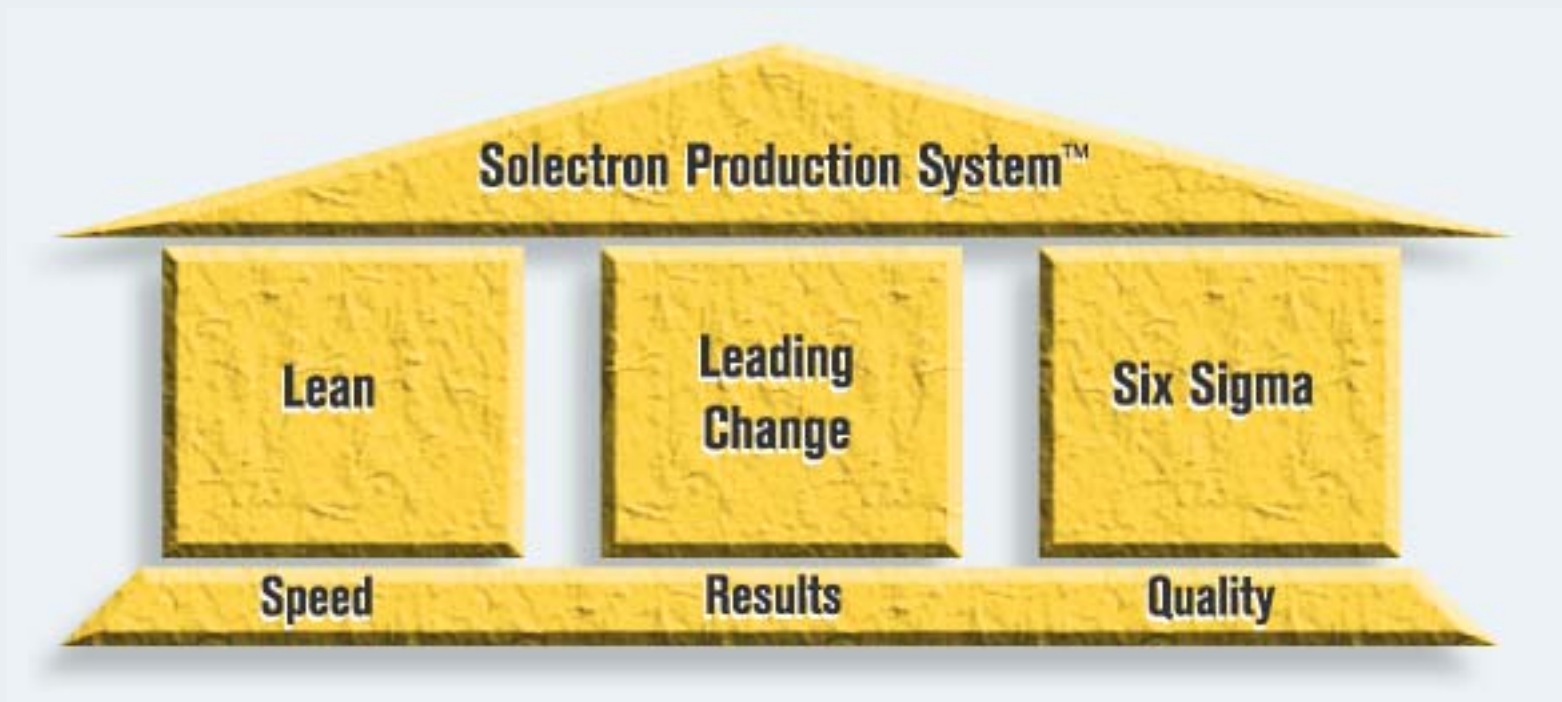 Solectron Production System™
Lean
Leading
Change
Six Sigma
Speed Results Quality